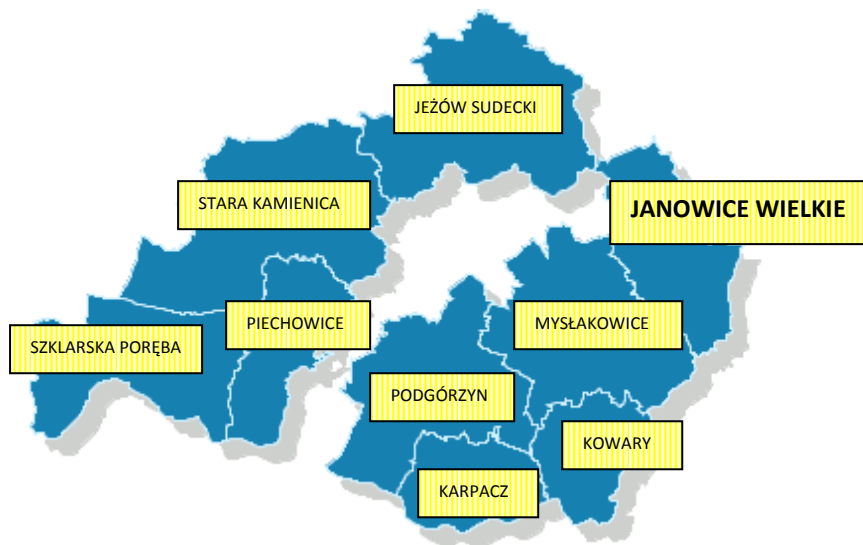 JEŻÓW SUDECKI
STARA KAMIENICA
JANOWICE WIELKIE
PIECHOWICE
MYSŁAKOWICE
SZKLARSKA PORĘBA
PODGÓRZYN
KOWARY
KARPACZ